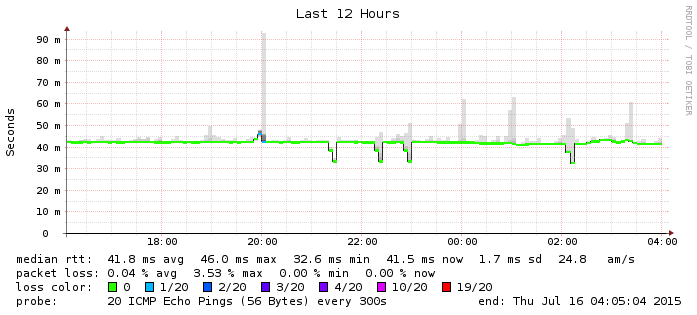 Last 12 Hours
RRDTOOL / TOBI OETIKER
Seconds
90 m
80 m
70 m
60 m
50 m
40 m
30 m
20 m
10 m
0
18:00 20:00 22:00 00:00 02:00 04:00
median rtt: 41.8 ms avg 46.0 ms max 32.6 ms min 41.5 ms now 1.7 ms sd 24.8 am/s
packet loss: 0.04 % avg 3.53 % max 0.00 % min 0.00 % now
loss color: 0 1/20 2/20 3/20 4/20 10/20 19/20
probe: 20 ICMP Echo Pings (56 Bytes) every 300s end: Thu Jul 16 04:05:04 2015